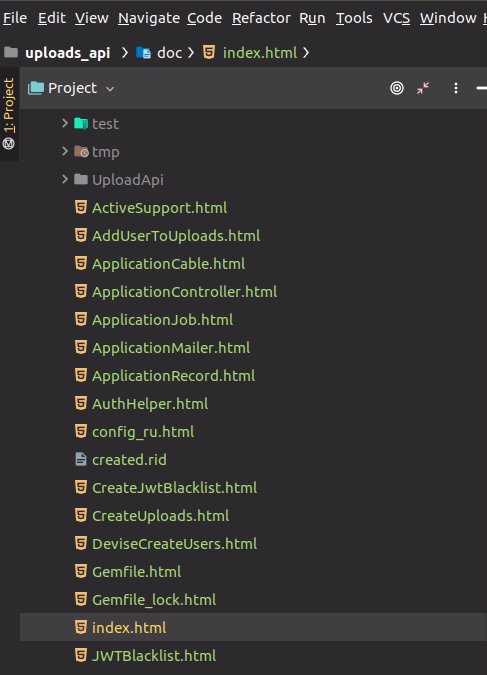 File Edit View Navigate Code Refactor Run Tools VCS Window H
uploads_api doc index.html
1: Project
Project
test
tmp
UploadApi
ActiveSupport.html
AddUserToUploads.html
ApplicationCable.html
ApplicationController.html
ApplicationJob.html
ApplicationMailer.html
ApplicationRecord.html
AuthHelper.html
config_ru.html
created.rid
CreateJwtBlacklist.html
CreateUploads.html
DeviseCreateUsers.html
Gemfile.html
Gemfile_lock.html
index.html
JWTBlacklist.html